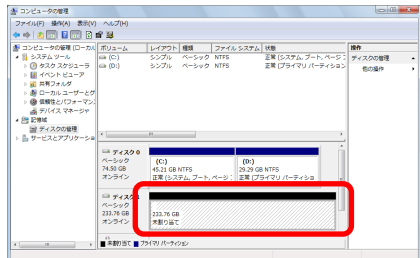 コンピュータの管理
ファイル(F) 操作(A) 表示(V) ヘルプ(H)
コンピュータの管理 (ローカル
システム ツール
タスク スケジューラ
イベント ビューア
共有フォルダ
ローカル ユーザーとグ
信頼性とパフォーマン
デバイス マネージャ
記憶域
ディスクの管理
サービスとアプリケーショ
ボリューム レイアウト 種類 ファイル システム 状態
(C:) シンプル ベーシック NTFS 正常 (システム, ブート, ページ
(D:) シンプル ベーシック NTFS 正常 (プライマリ パーティション
操作
ディスクの管理
他の操作
ディスク 0
ベーシック
74.50 GB
オンライン
(C:)
45.21 GB NTFS
正常 (システム, ブート, ページ
(D:)
29.29 GB NTFS
正常 (プライマリ パーティショ
ディスク
ベーシック
233.76 GB
オンライン
233.76 GB
未割り当て
未割り当て プライマリ パーティション